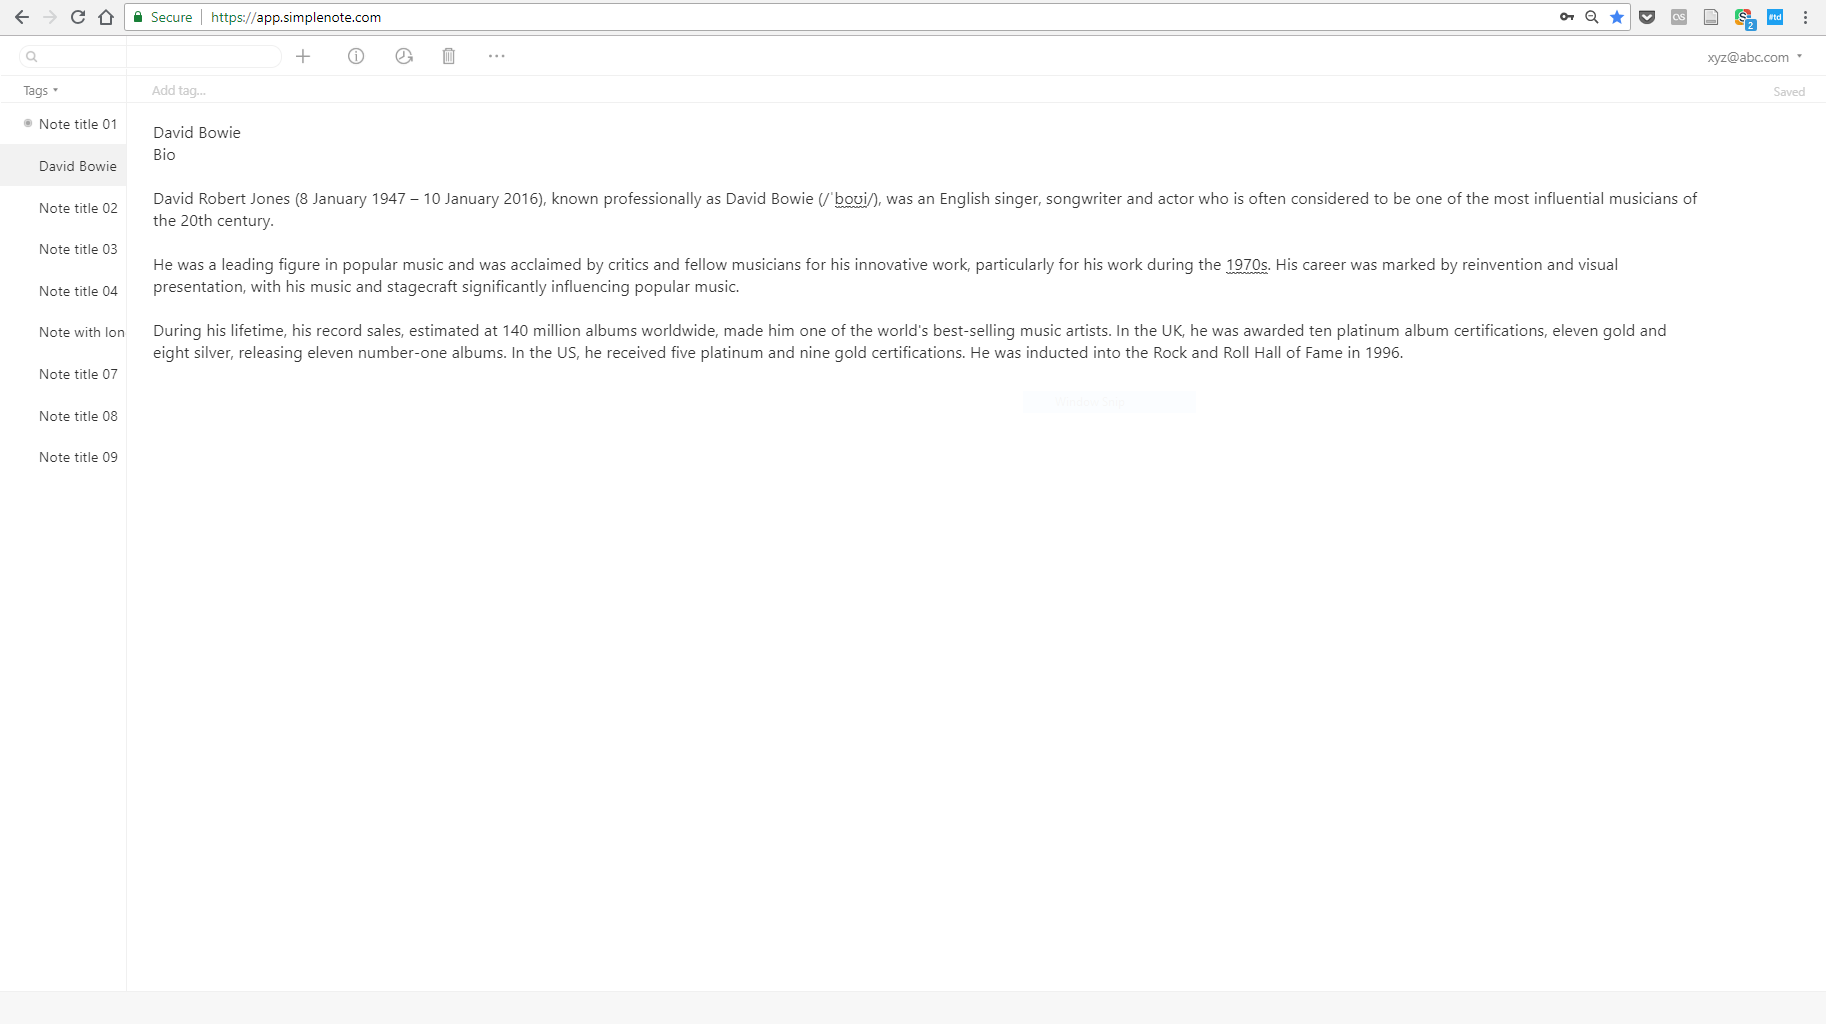 Secure https://app.simplenote.com
OS
S
2
#td
xyz@abc.com
Tags
Add tag...
Saved
Note title 01
David Bowie
Note title 02
Note title 03
Note title 04
Note with lon
Note title 07
Note title 08
Note title 09
David Bowie
Bio
David Robert Jones (8 January 1947 – 10 January 2016), known professionally as David Bowie (/ˈboʊi/), was an English singer, songwriter and actor who is often considered to be one of the most influential musicians of
the 20th century.
He was a leading figure in popular music and was acclaimed by critics and fellow musicians for his innovative work, particularly for his work during the 1970s. His career was marked by reinvention and visual
presentation, with his music and stagecraft significantly influencing popular music.
During his lifetime, his record sales, estimated at 140 million albums worldwide, made him one of the world's best-selling music artists. In the UK, he was awarded ten platinum album certifications, eleven gold and
eight silver, releasing eleven number-one albums. In the US, he received five platinum and nine gold certifications. He was inducted into the Rock and Roll Hall of Fame in 1996.
Window Snip